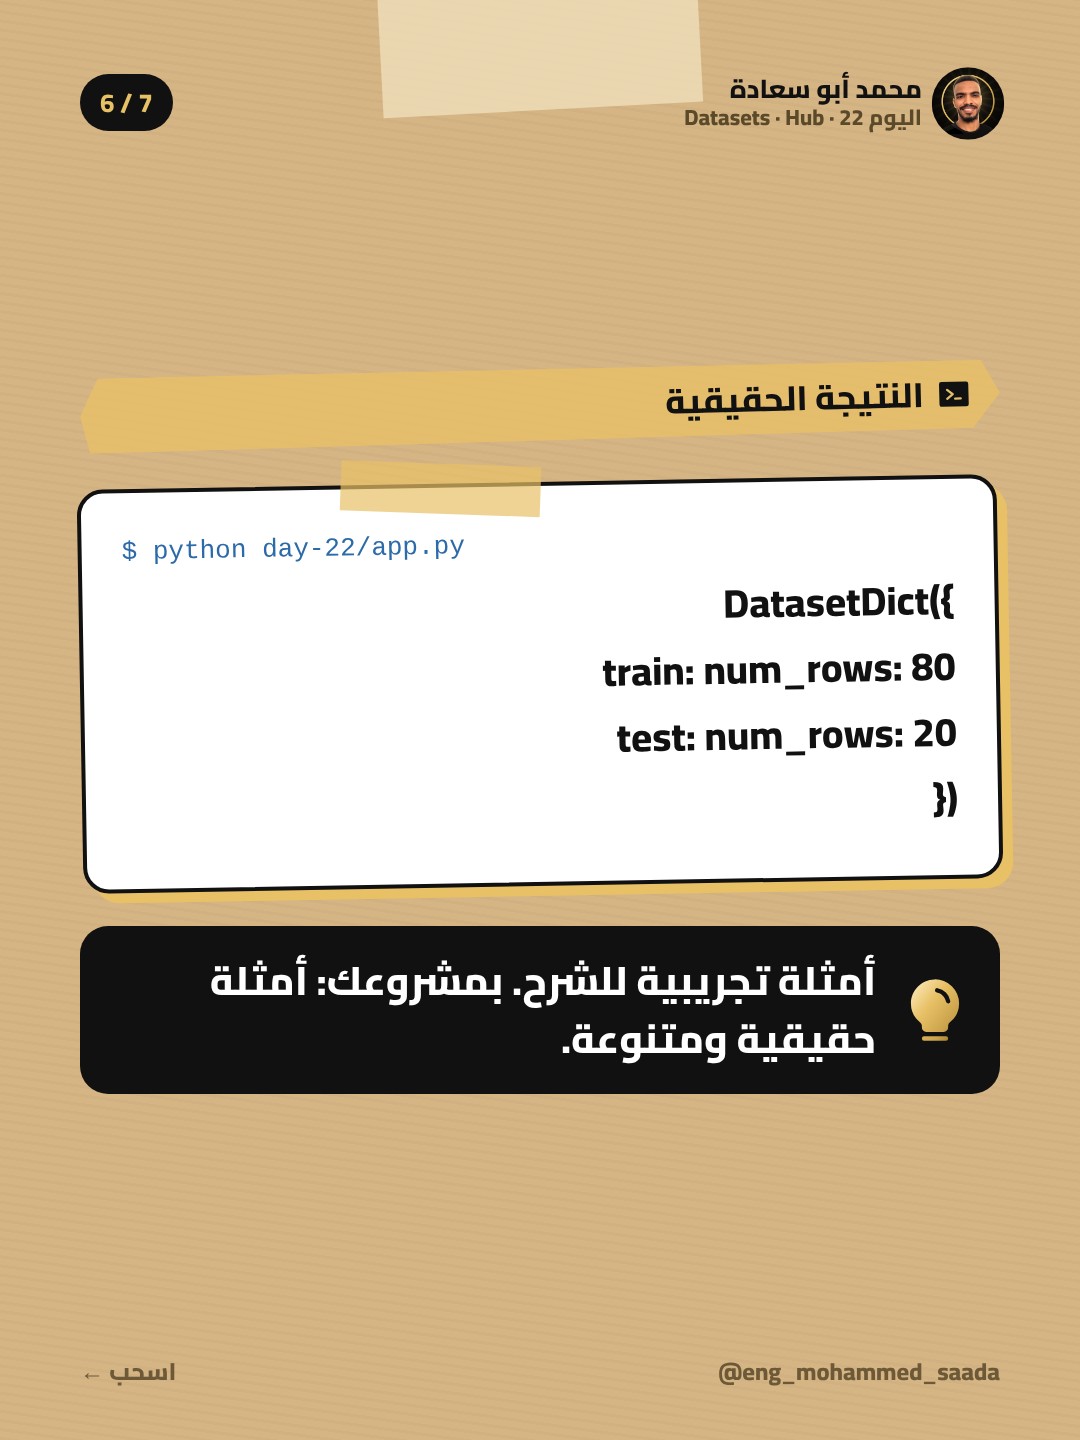 محمد أبو سعادة
اليوم 22 · Datasets · Hub
6 / 7
النتيجة الحقيقية
$ python day-22/app.py
DatasetDict({
train: num_rows: 80
test: num_rows: 20
})
أمثلة تجريبية للشرح. بمشروعك: أمثلة
حقيقية ومتنوعة.
@eng_mohammed_saada
اسحب ←